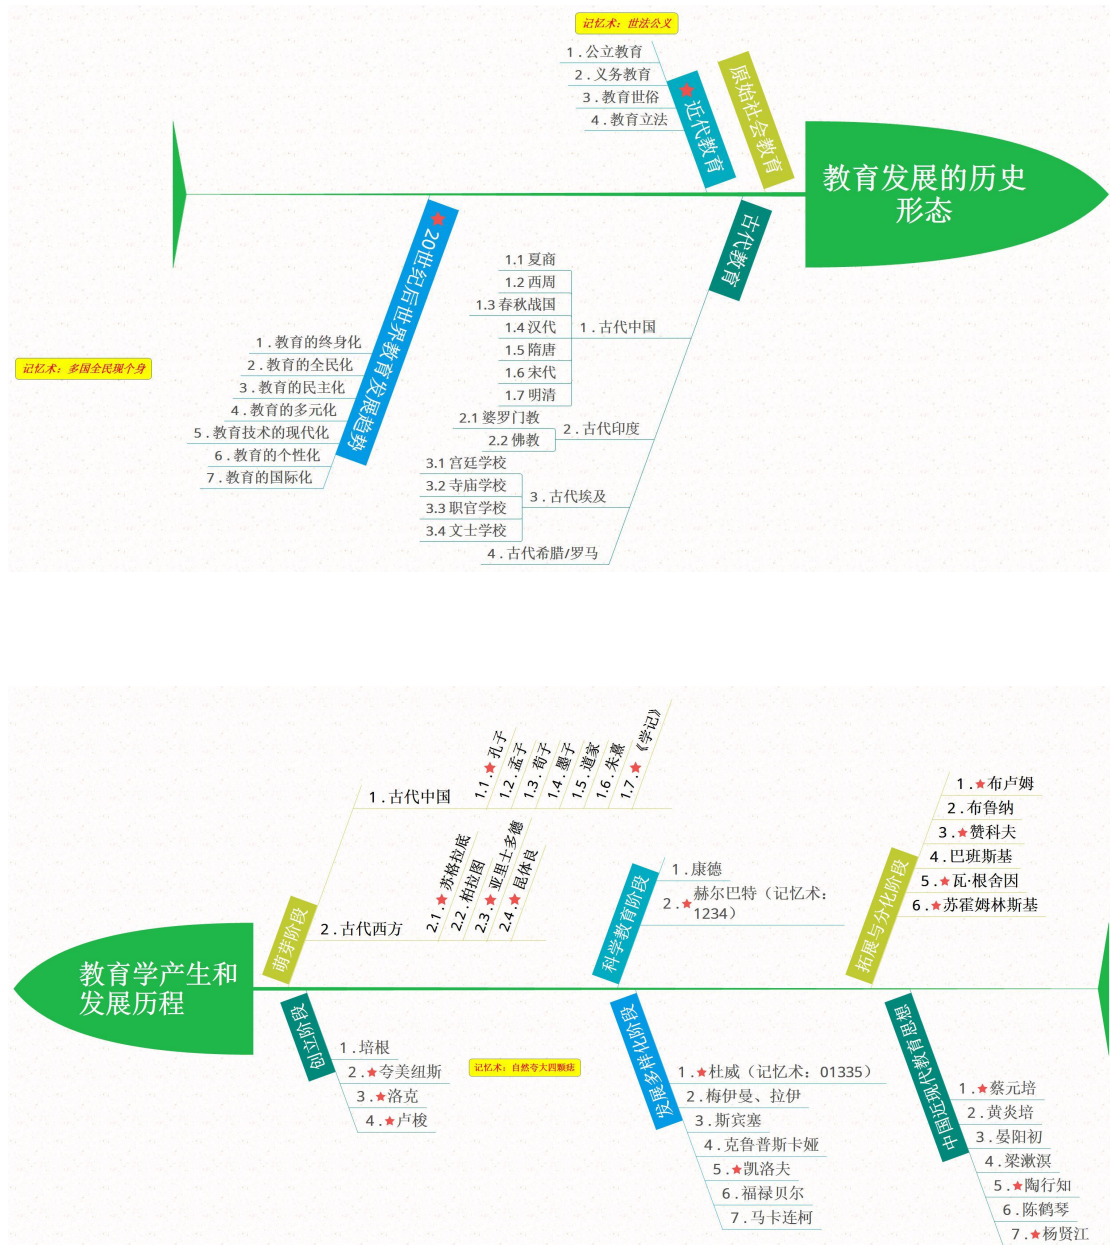 教育发展的历史
形态
原始社会教育
古代教育
1 . 古代中国
1.1 夏商
1.2 西周
1.3 春秋战国
1.4 汉代
1.5 隋唐
1.6 宋代
1.7 明清
2 . 古代印度
2.1 婆罗门教
2.2 佛教
3 . 古代埃及
3.1 宫廷学校
3.2 寺庙学校
3.3 职官学校
3.4 文士学校
4 . 古代希腊/罗马
近代教育
记忆术：世法公义
1 . 公立教育
2 . 义务教育
3 . 教育世俗
4 . 教育立法
20世纪后世界教育发展趋势
记忆术：多国全民现个身
1 . 教育的终身化
2 . 教育的全民化
3 . 教育的民主化
4 . 教育的多元化
5 . 教育技术的现代化
6 . 教育的个性化
7 . 教育的国际化
教育学产生和
发展历程
萌芽阶段
1 . 古代中国
1.1 . 孔子
1.2 . 孟子
1.3 . 荀子
1.4 . 墨子
1.5 . 道家
1.6 . 朱熹
1.7 . 《学记》
2 . 古代西方
2.1 . 苏格拉底
2.2 . 柏拉图
2.3 . 亚里士多德
2.4 . 昆体良
创立阶段
1 . 培根
2 . 夸美纽斯
3 . 洛克
4 . 卢梭
记忆术：自然夸大四颗痣
科学教育阶段
1 . 康德
2 . 赫尔巴特（记忆术：
1234）
发展多样化阶段
1 . 杜威（记忆术：01335）
2 . 梅伊曼、拉伊
3 . 斯宾塞
4 . 克鲁普斯卡娅
5 . 凯洛夫
6 . 福禄贝尔
7 . 马卡连柯
拓展与分化阶段
1 . 布卢姆
2 . 布鲁纳
3 . 赞科夫
4 . 巴班斯基
5 . 瓦·根舍因
6 . 苏霍姆林斯基
中国近现代教育思想
1 . 蔡元培
2 . 黄炎培
3 . 晏阳初
4 . 梁漱溟
5 . 陶行知
6 . 陈鹤琴
7 . 杨贤江